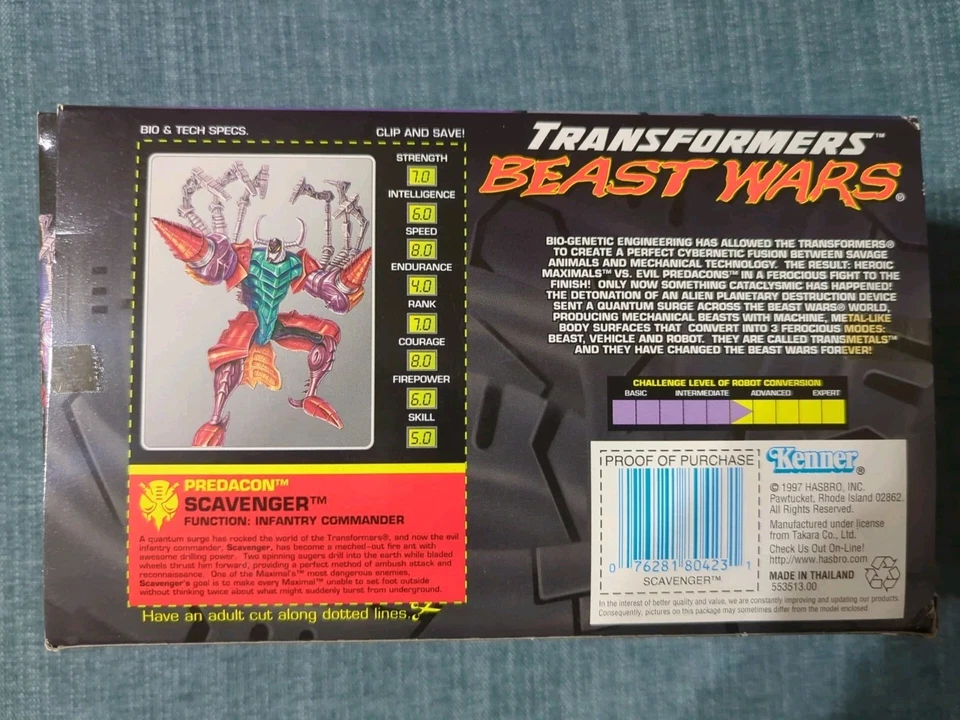 BIO & TECH SPECS.
CLIP AND SAVE!
STRENGTH
7.0
INTELLIGENCE
6.0
SPEED
8.0
ENDURANCE
4.0
RANK
7.0
COURAGE
8.0
FIREPOWER
6.0
SKILL
5.0
PREDACON™
SCAVENGER™
FUNCTION: INFANTRY COMMANDER
A quantum surge has rocked the world of the Transformers®, and now the evil
infantry commander, Scavenger, has become a meched-out fire ant with
awesome drilling power. Two spinning augers drill into the earth while bladed
wheels thrust him forward, providing a perfect method of ambush attack and
reconnaissance. One of the Maximal's™ most dangerous enemies,
Scavenger's goal is to make every Maximal™ unable to set foot outside
without thinking twice about what might suddenly burst from underground.
Have an adult cut along dotted lines.
TRANSFORMERS™
BEAST WARS®
BIO-GENETIC ENGINEERING HAS ALLOWED THE TRANSFORMERS®
TO CREATE A PERFECT CYBERNETIC FUSION BETWEEN SAVAGE
ANIMALS AND MECHANICAL TECHNOLOGY. THE RESULT: HEROIC
MAXIMALS™ VS. EVIL PREDACONS™ IN A FEROCIOUS FIGHT TO THE
FINISH! ONLY NOW SOMETHING CATACLYSMIC HAS HAPPENED!
THE DETONATION OF AN ALIEN PLANETARY DESTRUCTION DEVICE
SENT A QUANTUM SURGE ACROSS THE BEAST WARS® WORLD,
PRODUCING MECHANICAL BEASTS WITH MACHINE, METAL-LIKE
BODY SURFACES THAT CONVERT INTO 3 FEROCIOUS MODES:
BEAST, VEHICLE AND ROBOT. THEY ARE CALLED TRANSMETALS™
AND THEY HAVE CHANGED THE BEAST WARS FOREVER!
CHALLENGE LEVEL OF ROBOT CONVERSION
BASIC INTERMEDIATE ADVANCED EXPERT
PROOF OF PURCHASE
0 76281 80423 1
SCAVENGER™
Kenner®
© 1997 HASBRO, INC.
Pawtucket, Rhode Island 02862.
All Rights Reserved.
Manufactured under license
from Takara Co., Ltd.
Check Us Out On-Line!
http://www.hasbro.com
MADE IN THAILAND
553513.00
In the interest of better quality and value, we are constantly improving and updating our products.
Consequently, pictures on this package may sometimes differ from the model enclosed.